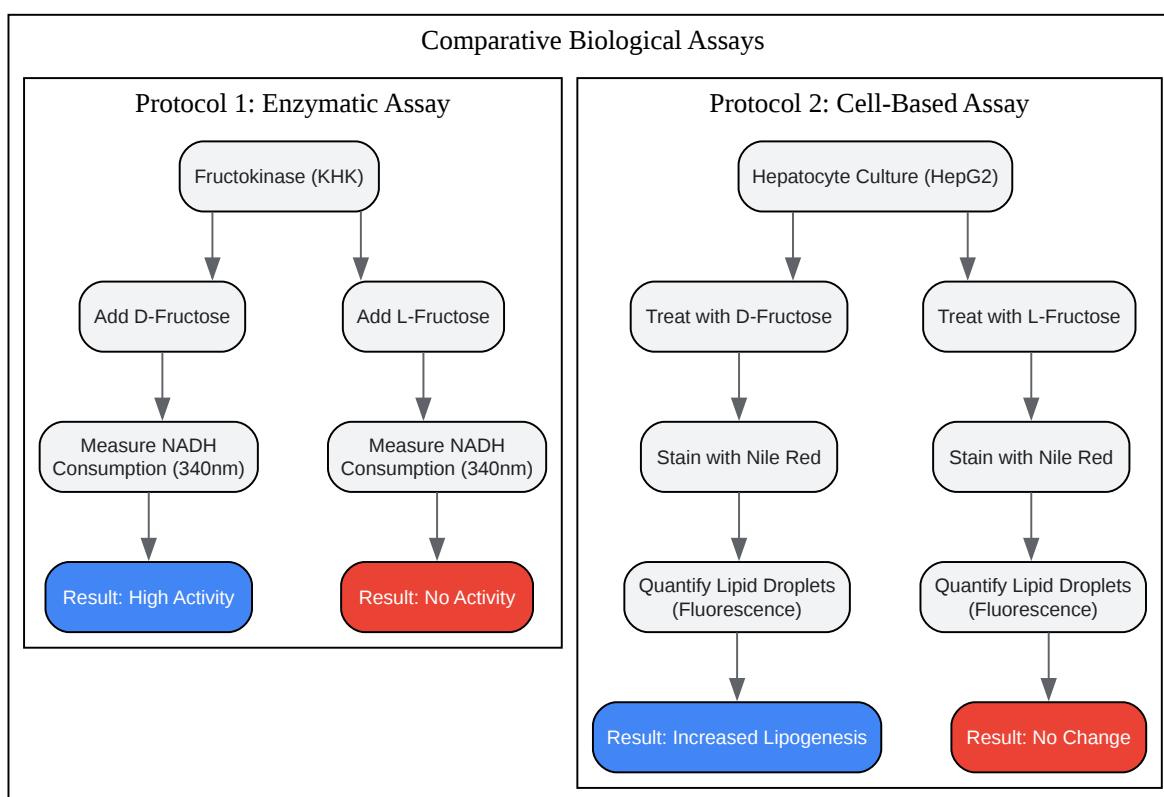 Comparative Biological Assays
Protocol 1: Enzymatic Assay
Fructokinase (KHK)
Add D-Fructose
Add L-Fructose
Measure NADH
Consumption (340nm)
Measure NADH
Consumption (340nm)
Result: High Activity
Result: No Activity
Protocol 2: Cell-Based Assay
Hepatocyte Culture (HepG2)
Treat with D-Fructose
Treat with L-Fructose
Stain with Nile Red
Stain with Nile Red
Quantify Lipid Droplets
(Fluorescence)
Quantify Lipid Droplets
(Fluorescence)
Result: Increased Lipogenesis
Result: No Change